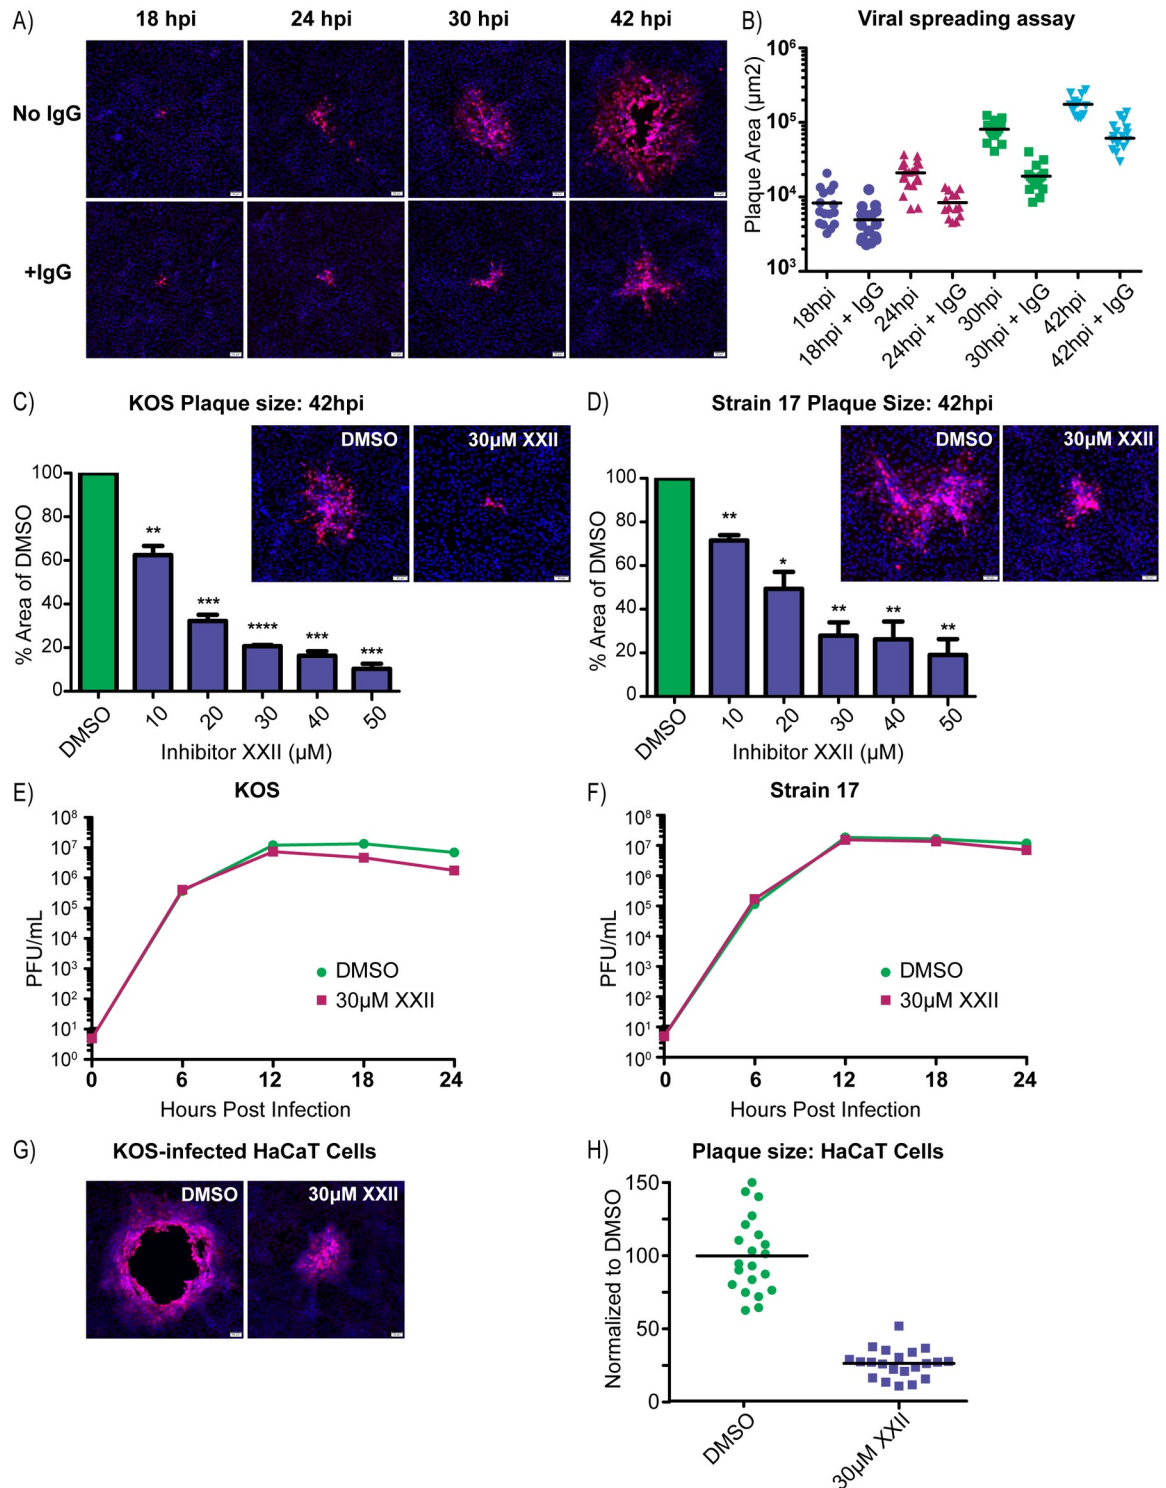 A)
18 hpi 24 hpi 30 hpi 42 hpi
No IgG
+IgG
B) Viral spreading assay
Plaque Area (µm2)
10⁶
10⁵
10⁴
10³
18hpi
18hpi + IgG
24hpi
24hpi + IgG
30hpi
30hpi + IgG
42hpi
42hpi + IgG
C) KOS Plaque size: 42hpi
DMSO 30µM XXII
% Area of DMSO
100
80
60
40
20
0
** *** **** *** ***
DMSO 10 20 30 40 50
Inhibitor XXII (µM)
D) Strain 17 Plaque Size: 42hpi
DMSO 30µM XXII
% Area of DMSO
100
80
60
40
20
0
** * ** ** **
DMSO 10 20 30 40 50
Inhibitor XXII (µM)
E) KOS
PFU/mL
10⁸
10⁷
10⁶
10⁵
10⁴
10³
10²
10¹
10⁰
DMSO
30µM XXII
0 6 12 18 24
Hours Post Infection
F) Strain 17
PFU/mL
10⁸
10⁷
10⁶
10⁵
10⁴
10³
10²
10¹
10⁰
DMSO
30µM XXII
0 6 12 18 24
Hours Post Infection
G) KOS-infected HaCaT Cells
DMSO 30µM XXII
H) Plaque size: HaCaT Cells
Normalized to DMSO
150
100
50
0
DMSO
30µM XXII